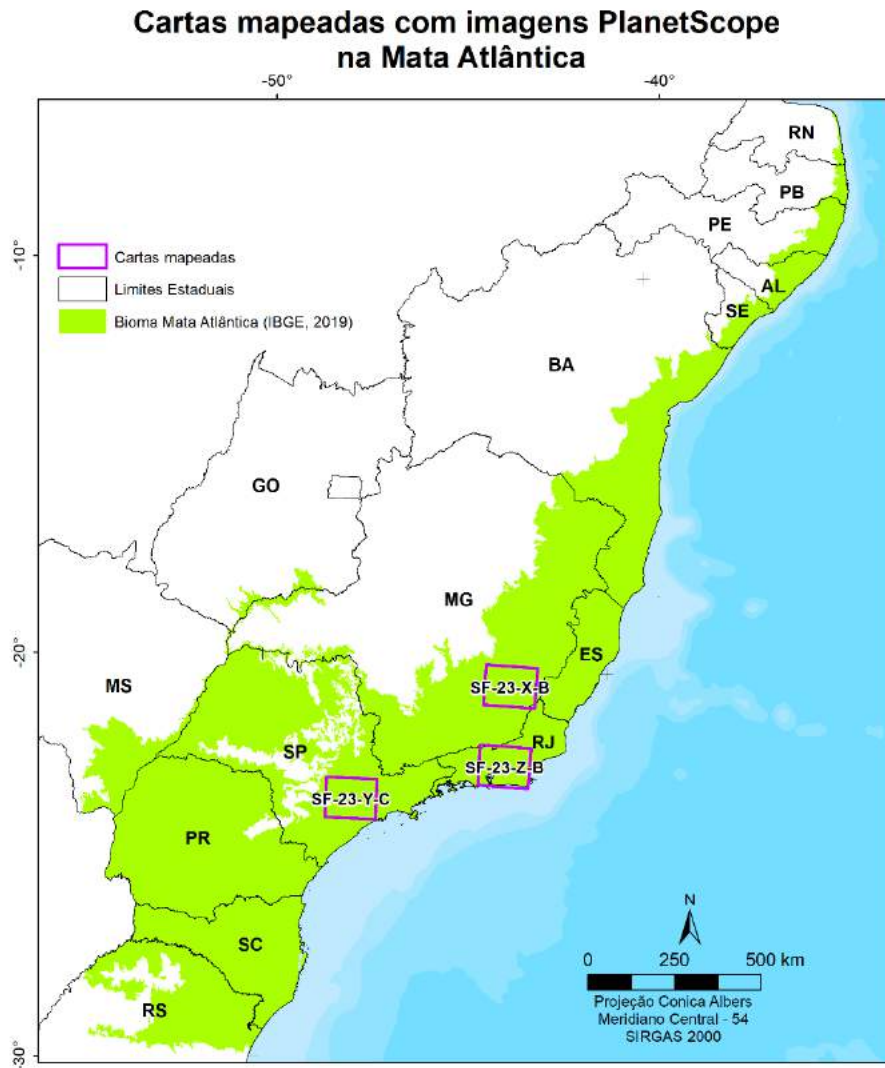 Cartas mapeadas com imagens PlanetScope
na Mata Atlântica
-50°
-40°
RN
PB
PE
-10°
Cartas mapeadas
Limites Estaduais
AL
Bioma Mata Atlântica (IBGE, 2019)
SE
BA
GO
MG
-20°
ES
MS
SF-23-X-B
RJ
SP
SF-23-Z-B
SF-23-Y-C
PR
N
SC
0 250 500 km
RS
Projeção Conica Albers
Meridiano Central - 54
SIRGAS 2000
-30°